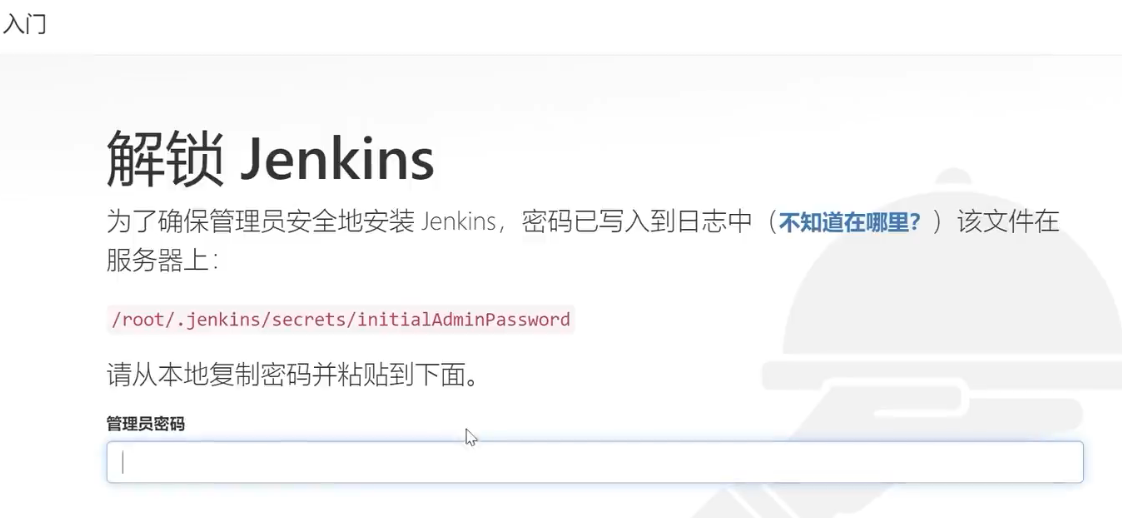 入门
解锁 Jenkins
为了确保管理员安全地安装 Jenkins，密码已写入到日志中（不知道在哪里？）该文件在
服务器上：
/root/.jenkins/secrets/initialAdminPassword
请从本地复制密码并粘贴到下面。
管理员密码